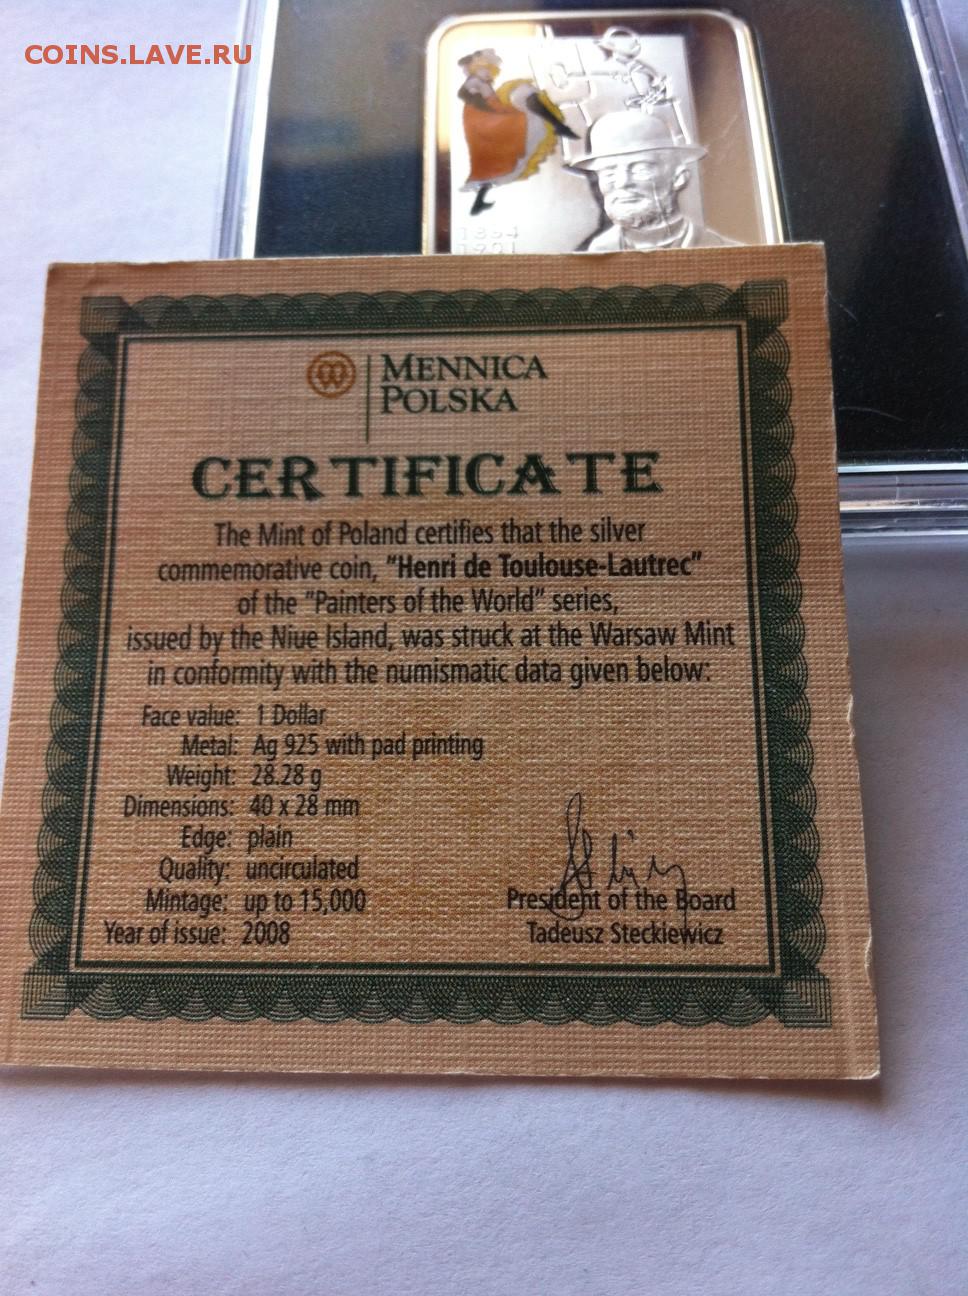 COINS.LAVE.RU
1864
1901
MENNICA
POLSKA
CERTIFICATE
The Mint of Poland certifies that the silver
commemorative coin, "Henri de Toulouse-Lautrec"
of the "Painters of the World" series,
issued by the Niue Island, was struck at the Warsaw Mint
in conformity with the numismatic data given below:
Face value: 1 Dollar
Metal: Ag 925 with pad printing
Weight: 28.28 g
Dimensions: 40 x 28 mm
Edge: plain
Quality: uncirculated
Mintage: up to 15,000
Year of issue: 2008
President of the Board
Tadeusz Steckiewicz